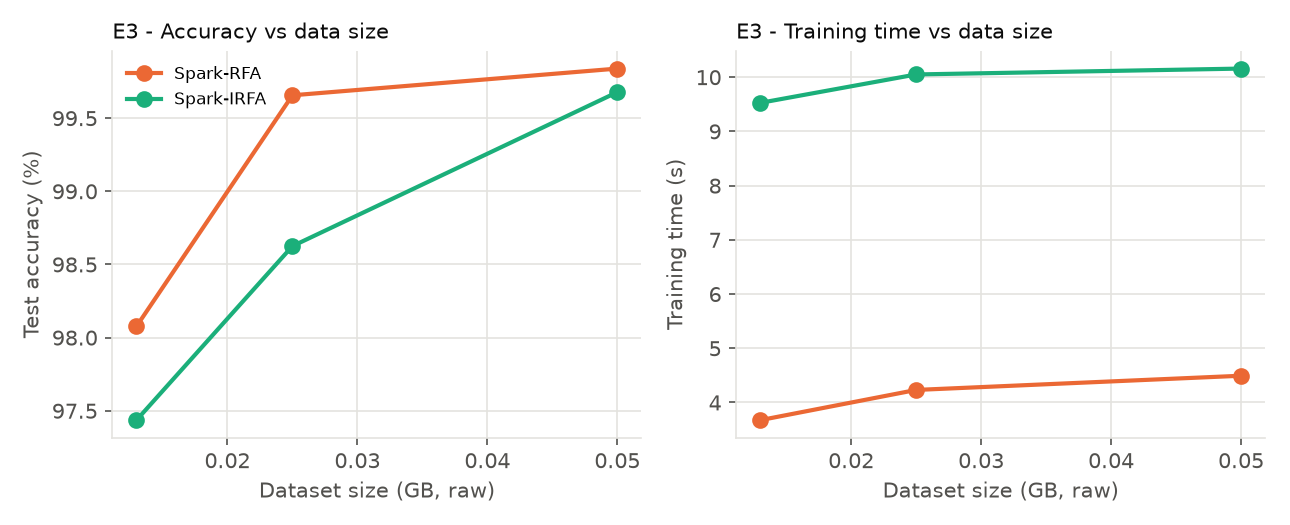 E3 - Accuracy vs data size
Spark-RFA
Spark-IRFA
99.5
99.0
98.5
98.0
97.5
Test accuracy (%)
0.02
0.03
0.04
0.05
Dataset size (GB, raw)
E3 - Training time vs data size
10
9
8
7
6
5
4
Training time (s)
0.02
0.03
0.04
0.05
Dataset size (GB, raw)